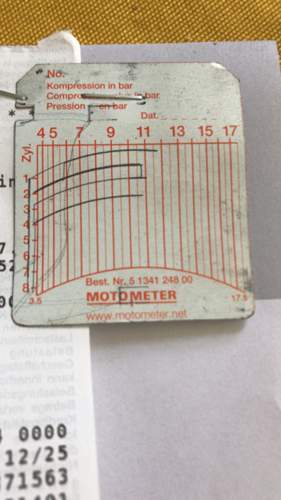 No.
Kompression in bar
Compression in bar
Pression en bar
Dat.
4 5 7 9 11 13 15 17
Zyl.
1
2
3
4
5
6
7
8
3.5 17.5
Best. Nr. 5 1341 248 00
MOTOMETER
www.motometer.net
0000
12/25
71563